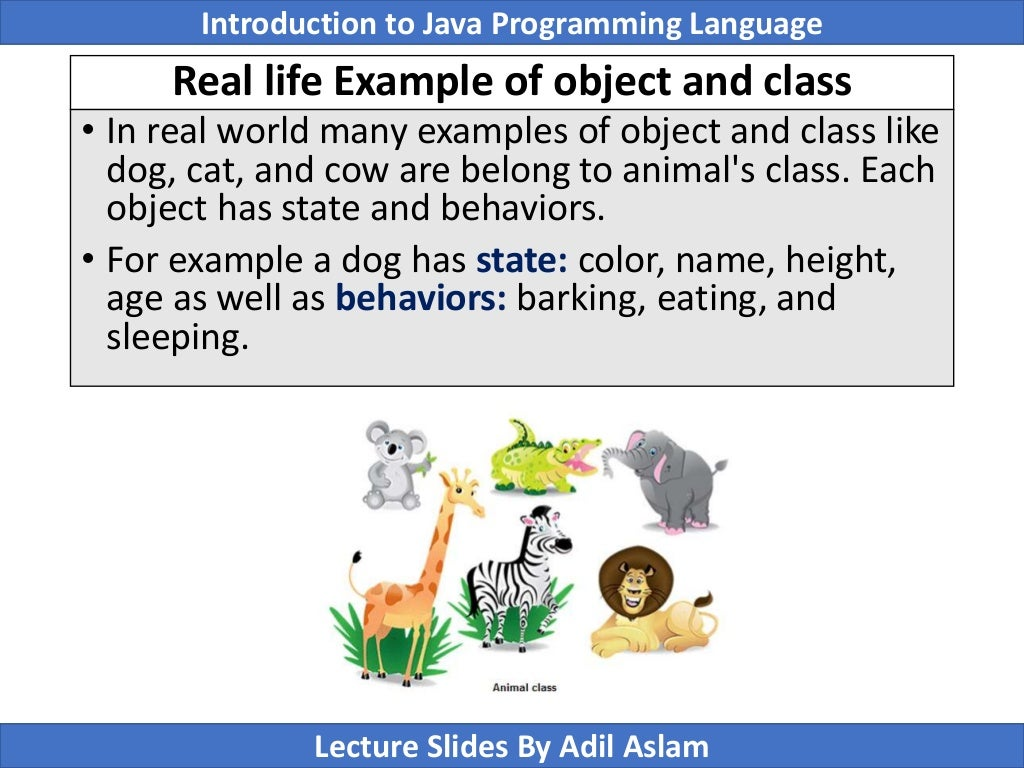 Introduction to Java Programming Language
Real life Example of object and class
• In real world many examples of object and class like
dog, cat, and cow are belong to animal's class. Each
object has state and behaviors.
• For example a dog has state: color, name, height,
age as well as behaviors: barking, eating, and
sleeping.
Animal class
Lecture Slides By Adil Aslam